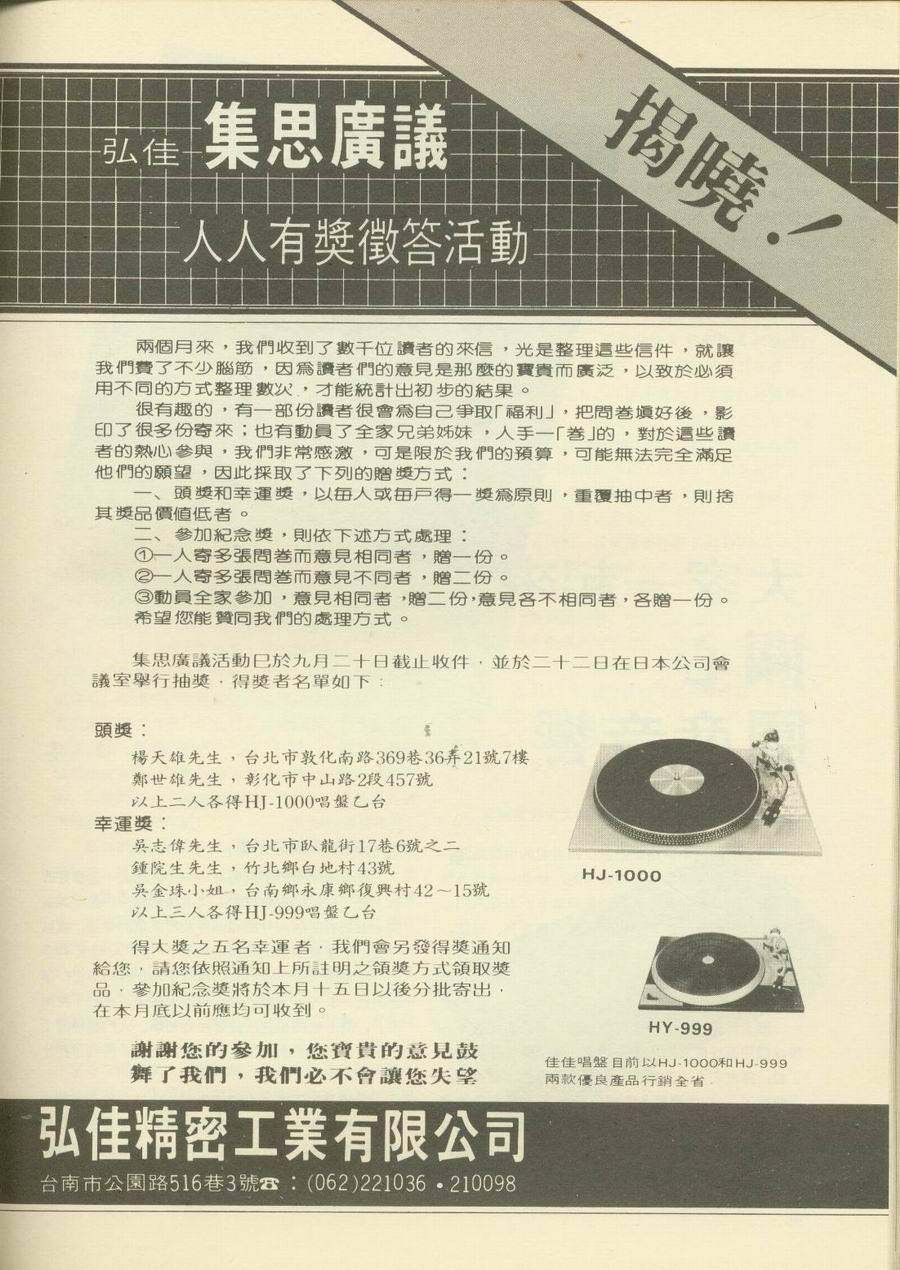 揭曉！
弘佳 集思廣議
人人有獎徵答活動
兩個月來，我們收到了數千位讀者的來信，光是整理這些信件，就讓
我們費了不少腦筋，因為讀者們的意見是那麼的寶貴而廣泛，以致於必須
用不同的方式整理數次，才能統計出初步的結果。
很有趣的，有一部份讀者很會為自己爭取「福利」，把問卷塡好後，影
印了很多份寄來；也有動員了全家兄弟姊妹，人手一「卷」的，對於這些讀
者的熱心參與，我們非常感激，可是限於我們的預算，可能無法完全滿足
他們的願望，因此採取了下列的贈獎方式：
一、頭獎和幸運獎，以每人或每戶得一獎為原則，重覆抽中者，則捨
其獎品價值低者。
二、參加紀念獎，則依下述方式處理：
①一人寄多張問卷而意見相同者，贈一份。
②一人寄多張問卷而意見不同者，贈二份。
③動員全家參加，意見相同者，贈二份，意見各不相同者，各贈一份。
希望您能贊同我們的處理方式。
集思廣議活動已於九月二十日截止收件．並於二十二日在日本公司會
議室舉行抽獎．得獎者名單如下：
頭獎：
楊天雄先生，台北市敦化南路369巷36弄21號7樓
鄭世雄先生，彰化市中山路2段457號
以上二人各得HJ-1000唱盤乙台
幸運獎：
吳志偉先生，台北市臥龍街17巷6號之二
鍾院生先生，竹北鄉白地村43號
吳金珠小姐，台南鄉永康鄉復興村42～15號
以上三人各得HJ-999唱盤乙台
得大獎之五名幸運者．我們會另發得獎通知
給您．請您依照通知上所註明之領獎方式領取獎
品．參加紀念獎將於本月十五日以後分批寄出．
在本月底以前應均可收到。
謝謝您的參加，您寶貴的意見鼓
舞了我們，我們必不會讓您失望
HJ-1000
HY-999
佳佳唱盤目前以HJ-1000和HJ-999
兩款優良產品行銷全省．
弘佳精密工業有限公司
台南市公園路516巷3號☎：(062)221036・210098